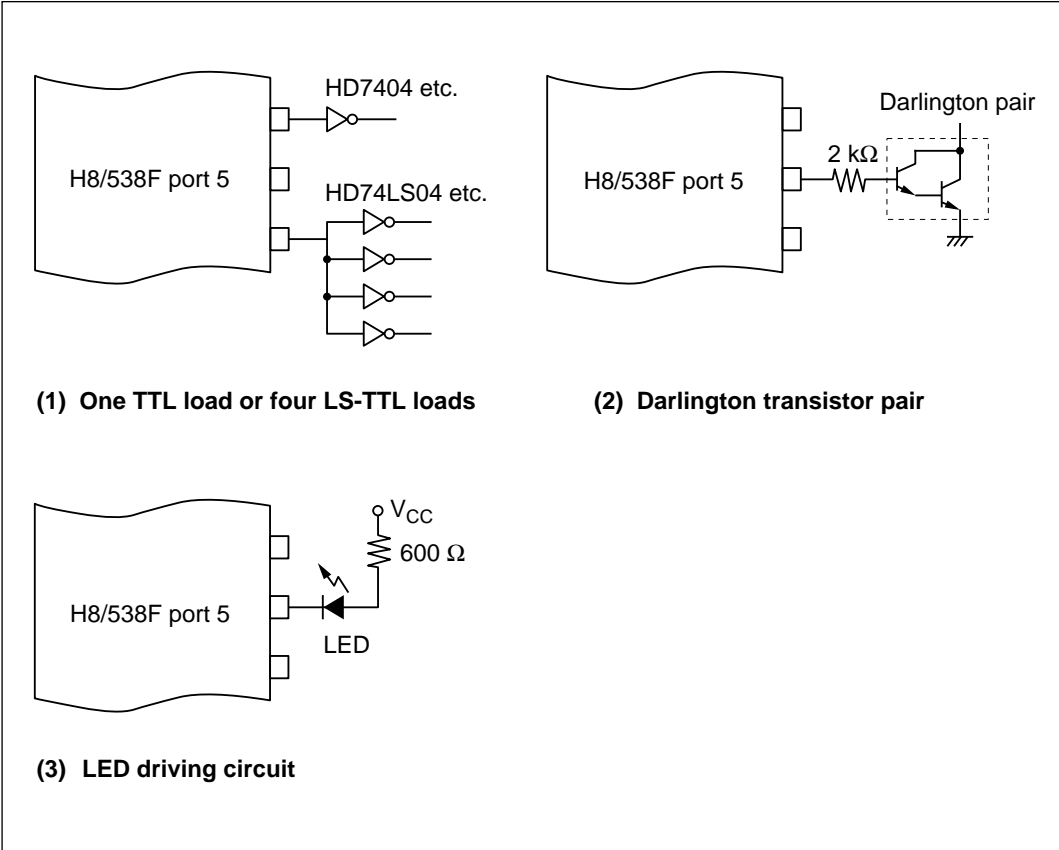 HD7404 etc.
H8/538F port 5
HD74LS04 etc.
(1) One TTL load or four LS-TTL loads
Darlington pair
2 kΩ
H8/538F port 5
(2) Darlington transistor pair
VCC
600 Ω
H8/538F port 5
LED
(3) LED driving circuit